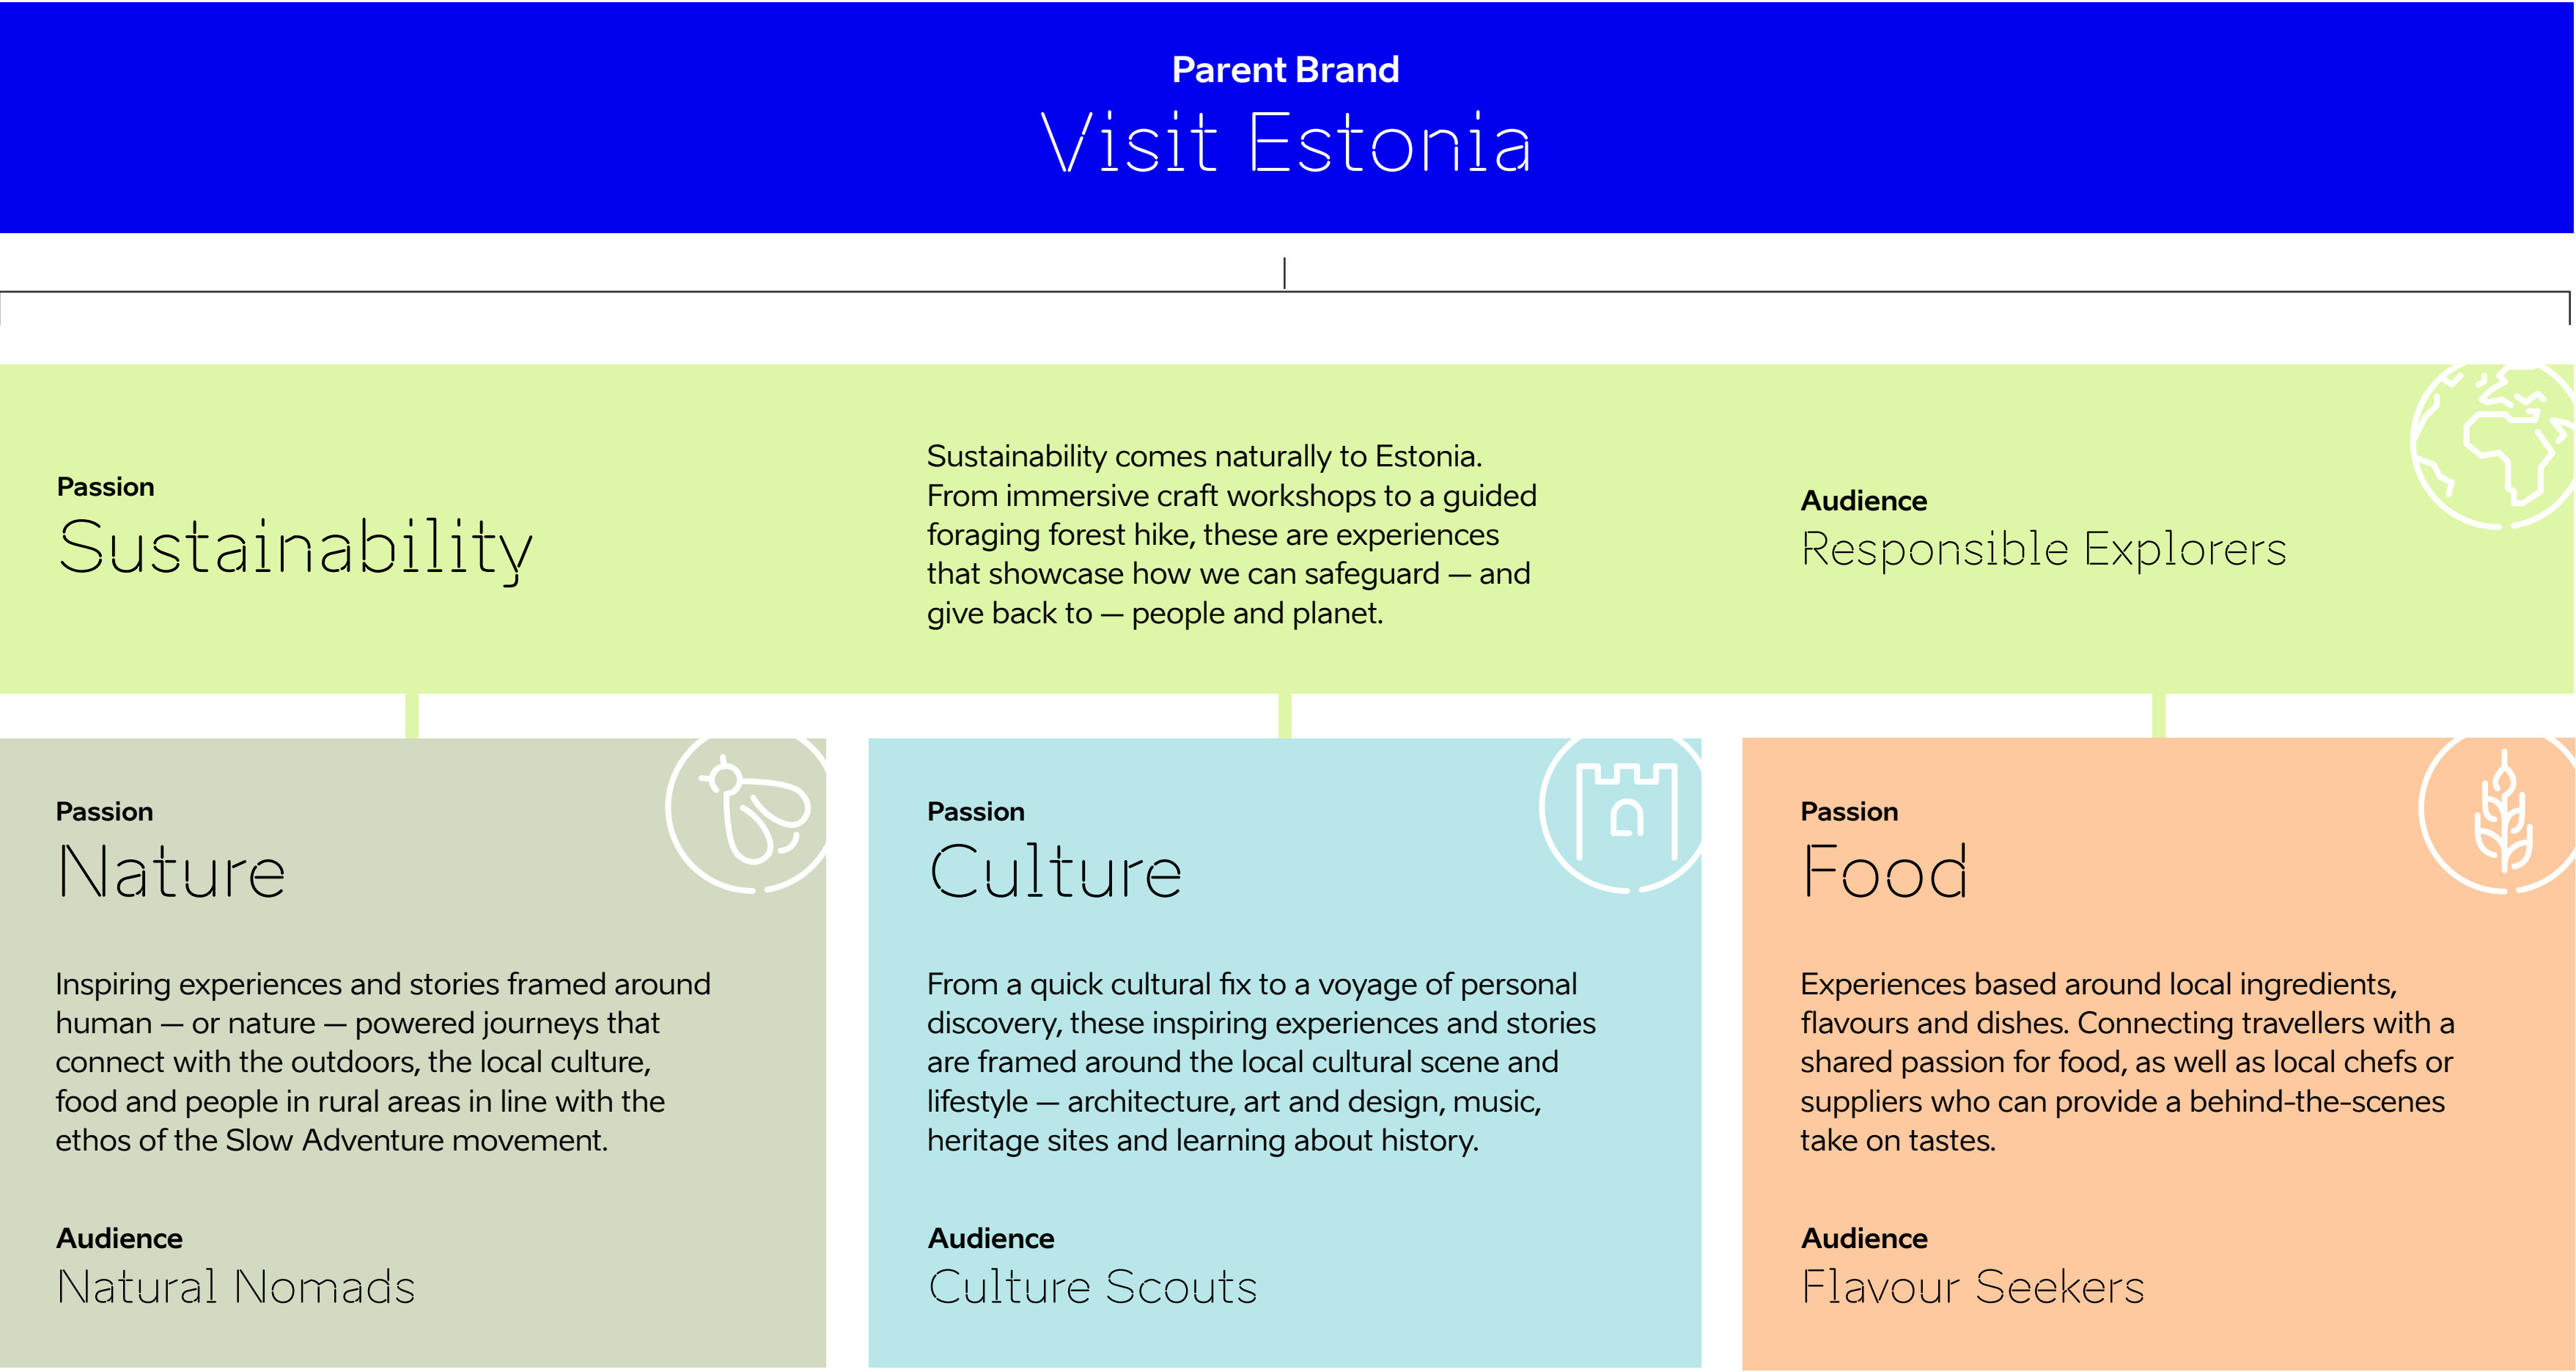 Parent Brand
Visit Estonia
Passion
Sustainability
Sustainability comes naturally to Estonia.
From immersive craft workshops to a guided
foraging forest hike, these are experiences
that showcase how we can safeguard — and
give back to — people and planet.
Audience
Responsible Explorers
Passion
Nature
Inspiring experiences and stories framed around
human — or nature — powered journeys that
connect with the outdoors, the local culture,
food and people in rural areas in line with the
ethos of the Slow Adventure movement.
Audience
Natural Nomads
Passion
Culture
From a quick cultural fix to a voyage of personal
discovery, these inspiring experiences and stories
are framed around the local cultural scene and
lifestyle — architecture, art and design, music,
heritage sites and learning about history.
Audience
Culture Scouts
Passion
Food
Experiences based around local ingredients,
flavours and dishes. Connecting travellers with a
shared passion for food, as well as local chefs or
suppliers who can provide a behind-the-scenes
take on tastes.
Audience
Flavour Seekers